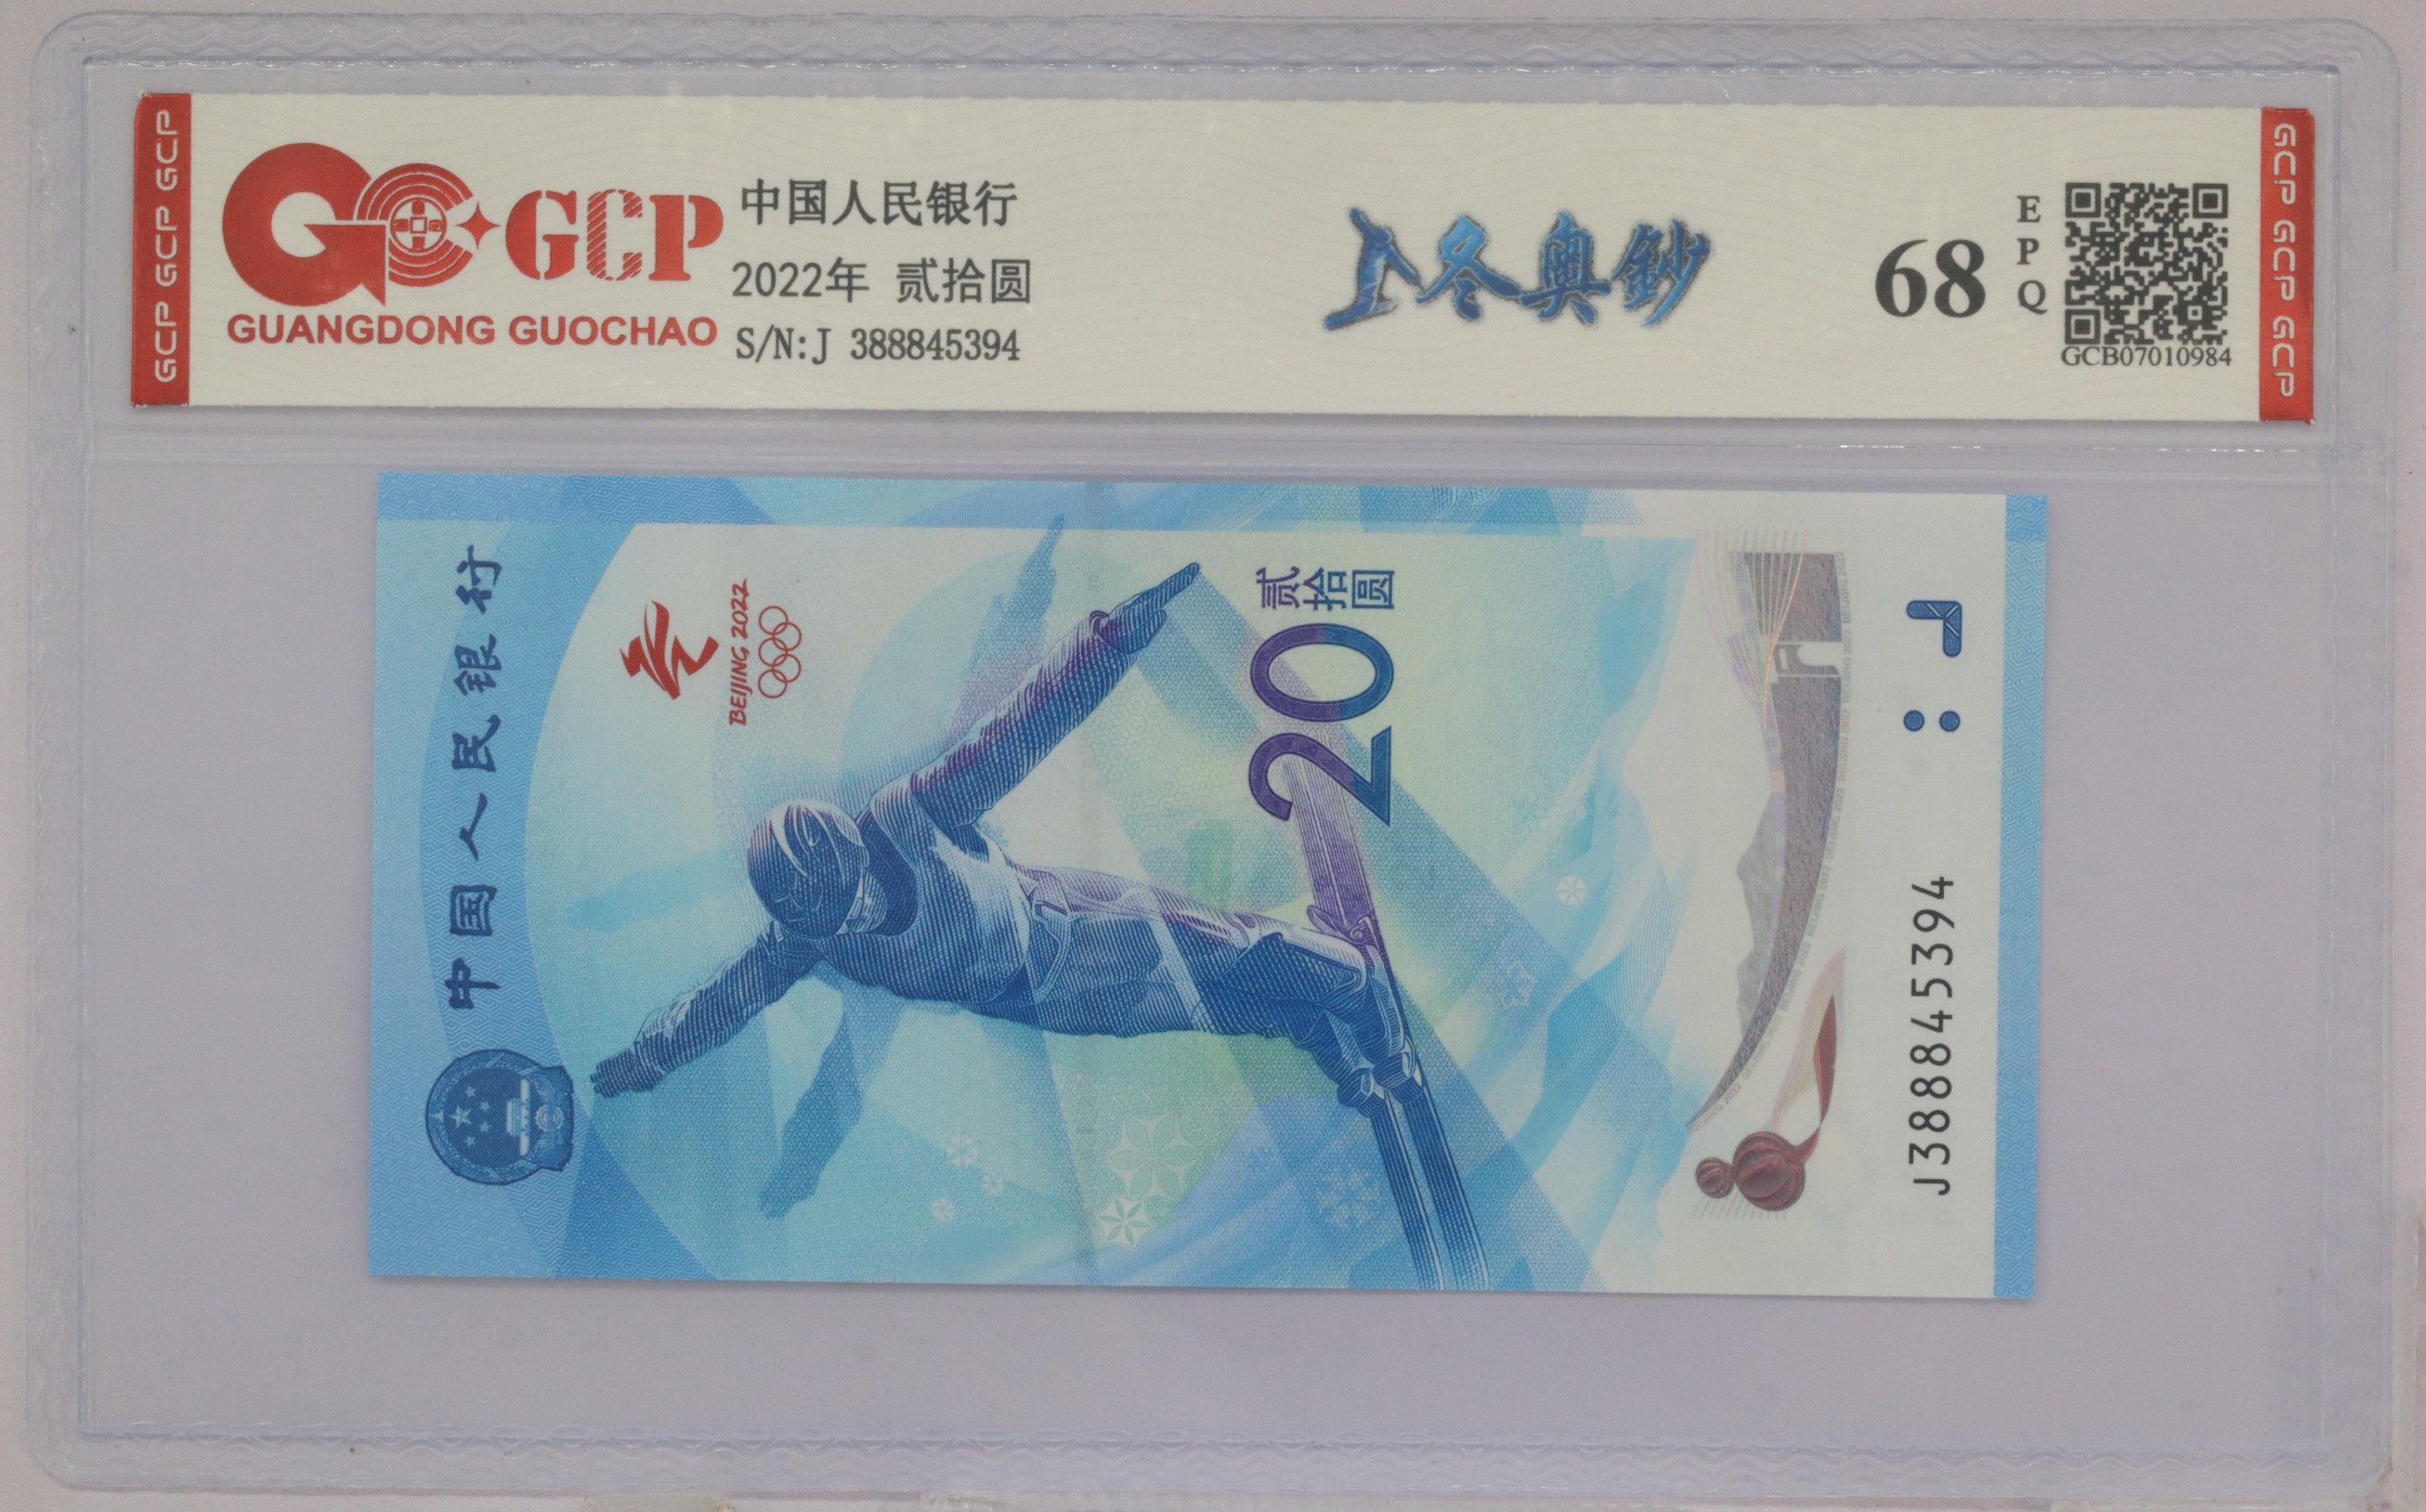 GCP GCP GCP
GCP
GUANGDONG GUOCHAO
中国人民银行
2022年 贰拾圆
S/N:J 388845394
冬奥鈔
68
EPQ
GCB07010984
GCP GCP GCP
中国人民银行
BEIJING 2022
贰拾圆
20
J388845394